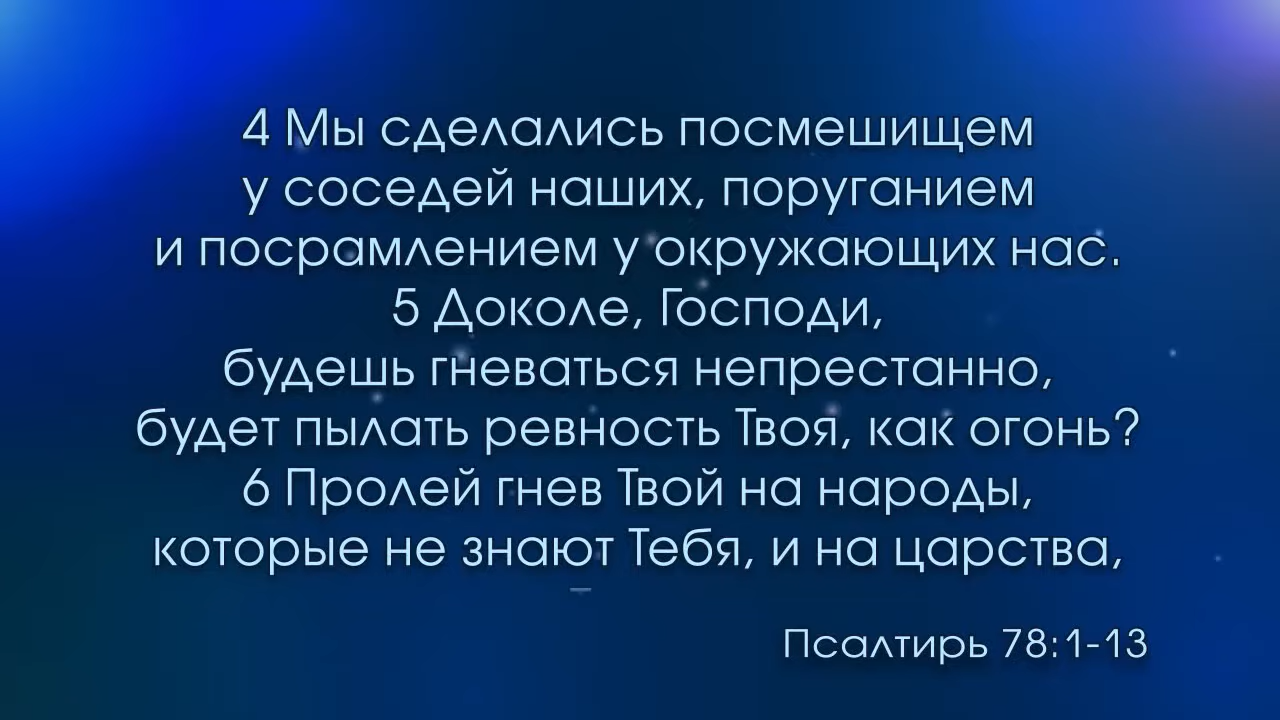 4 Мы сделались посмешищем
у соседей наших, поруганием
и посрамлением у окружающих нас.
5 Доколе, Господи,
будешь гневаться непрестанно,
будет пылать ревность Твоя, как огонь?
6 Пролей гнев Твой на народы,
которые не знают Тебя, и на царства,
Псалтирь 78:1-13